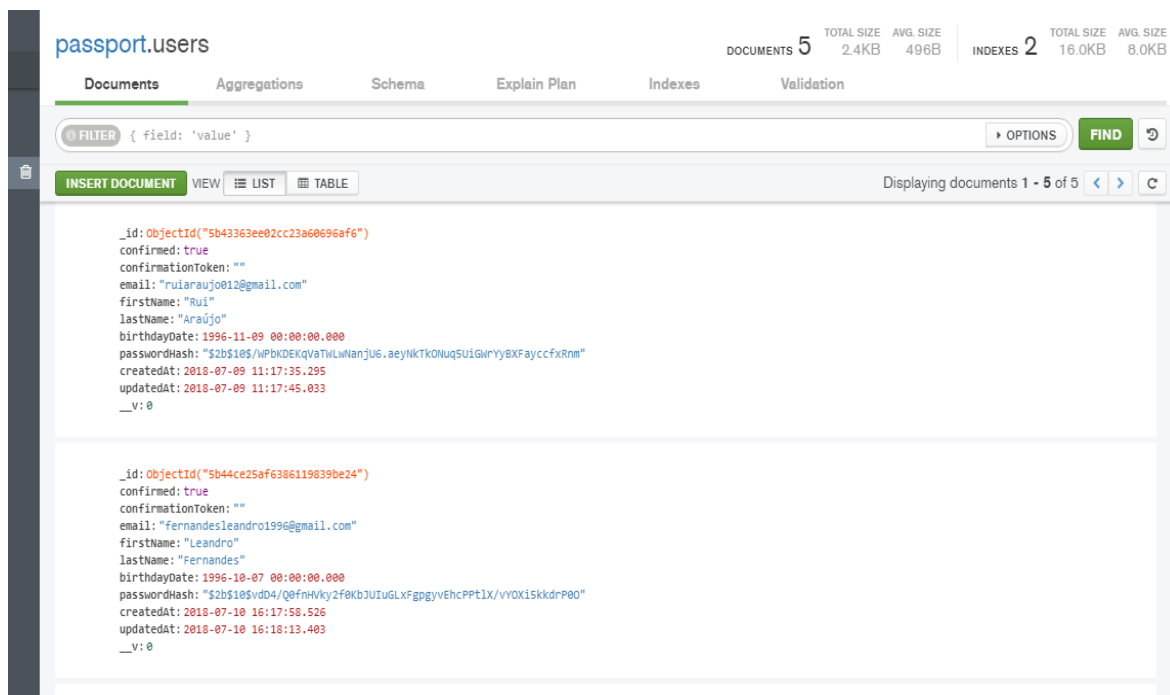 passport.users
DOCUMENTS 5 TOTAL SIZE 2.4KB AVG. SIZE 496B INDEXES 2 TOTAL SIZE 16.0KB AVG. SIZE 8.0KB
Documents Aggregations Schema Explain Plan Indexes Validation
FILTER { field: 'value' } OPTIONS FIND
INSERT DOCUMENT VIEW LIST TABLE Displaying documents 1 - 5 of 5
_id: ObjectId("5b43363ee02cc23a60696af6")
confirmed: true
confirmationToken: ""
email: "ruiaraujo012@gmail.com"
firstName: "Rui"
lastName: "Araújo"
birthdayDate: 1996-11-09 00:00:00.000
passwordHash: "$2b$10$/WPbKDEKqVaTWLwNanjU6.aeyNkTkONuq5UiGWrYyBXFayccfxRnm"
createdAt: 2018-07-09 11:17:35.295
updatedAt: 2018-07-09 11:17:45.033
__v: 0
_id: ObjectId("5b44ce25af6386119839be24")
confirmed: true
confirmationToken: ""
email: "fernandesleandro1996@gmail.com"
firstName: "Leandro"
lastName: "Fernandes"
birthdayDate: 1996-10-07 00:00:00.000
passwordHash: "$2b$10$vdD4/Q0fnHVky2f0KbJUIuGLxFgpgyvEhcPPtlX/vYOXi5kkdrP0O"
createdAt: 2018-07-10 16:17:58.526
updatedAt: 2018-07-10 16:18:13.403
__v: 0